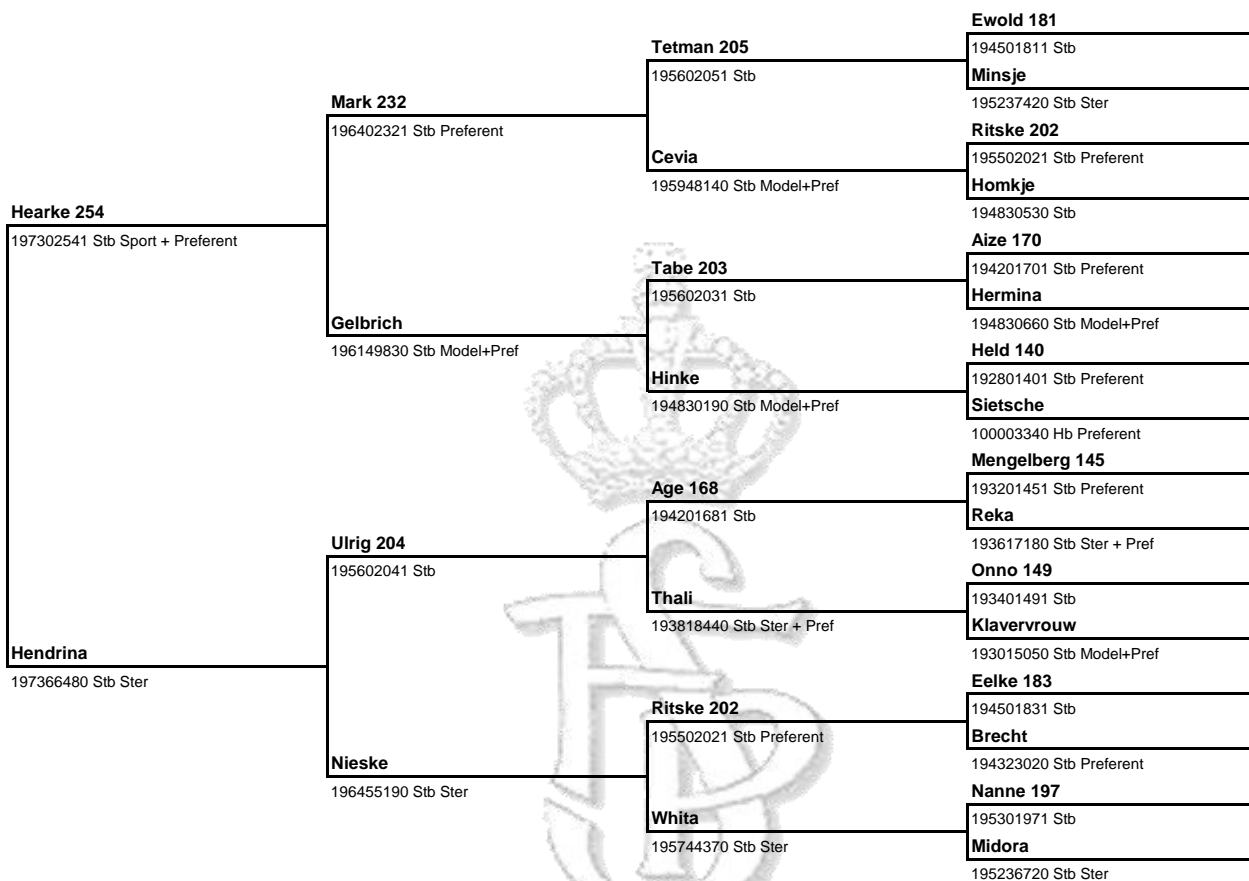 Ewold 181
Tetman 205
194501811 Stb
195602051 Stb
Minsje
Mark 232
195237420 Stb Ster
196402321 Stb Preferent
Ritske 202
Cevia
195502021 Stb Preferent
195948140 Stb Model+Pref
Homkje
Hearke 254
194830530 Stb
197302541 Stb Sport + Preferent
Aize 170
Tabe 203
194201701 Stb Preferent
195602031 Stb
Hermina
Gelbrich
194830660 Stb Model+Pref
196149830 Stb Model+Pref
Held 140
Hinke
192801401 Stb Preferent
194830190 Stb Model+Pref
Sietsche
100003340 Hb Preferent
Mengelberg 145
Age 168
193201451 Stb Preferent
194201681 Stb
Reka
Ulrig 204
193617180 Stb Ster + Pref
195602041 Stb
Onno 149
Thali
193401491 Stb
193818440 Stb Ster + Pref
Klavervrouw
Hendrina
193015050 Stb Model+Pref
197366480 Stb Ster
Eelke 183
Ritske 202
194501831 Stb
195502021 Stb Preferent
Brecht
Nieske
194323020 Stb Preferent
196455190 Stb Ster
Nanne 197
Whita
195301971 Stb
195744370 Stb Ster
Midora
195236720 Stb Ster